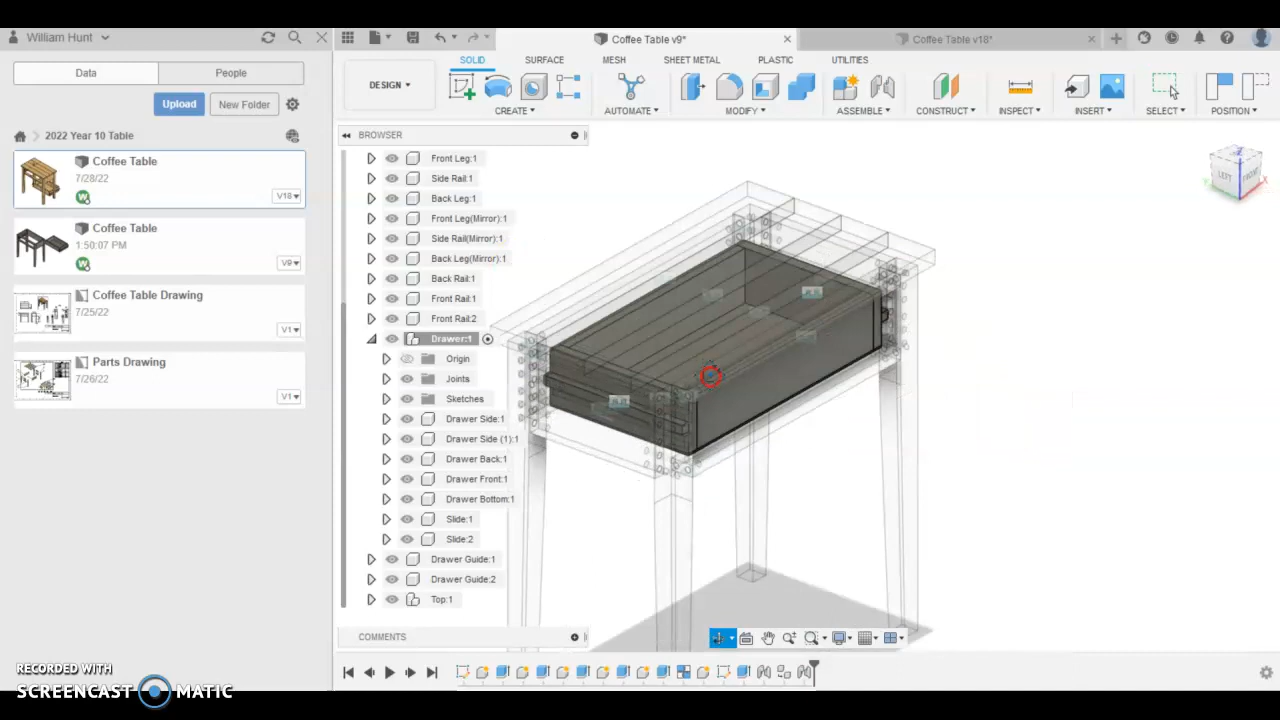 William Hunt
Data
People
Upload
New Folder
2022 Year 10 Table
Coffee Table
7/28/22
V18
Coffee Table
1:50:07 PM
V9
Coffee Table Drawing
7/25/22
V1
Parts Drawing
7/26/22
V1
RECORDED WITH
SCREENCAST MATIC
Coffee Table v9*
Coffee Table v18*
DESIGN
SOLID
SURFACE
MESH
SHEET METAL
PLASTIC
UTILITIES
CREATE
AUTOMATE
MODIFY
ASSEMBLE
CONSTRUCT
INSPECT
INSERT
SELECT
POSITION
BROWSER
Front Leg:1
Side Rail:1
Back Leg:1
Front Leg(Mirror):1
Side Rail(Mirror):1
Back Leg(Mirror):1
Back Rail:1
Front Rail:1
Front Rail:2
Drawer:1
Origin
Joints
Sketches
Drawer Side:1
Drawer Side (1):1
Drawer Back:1
Drawer Front:1
Drawer Bottom:1
Slide:1
Slide:2
Drawer Guide:1
Drawer Guide:2
Top:1
COMMENTS
LEFT
FRONT
Z
X
Y